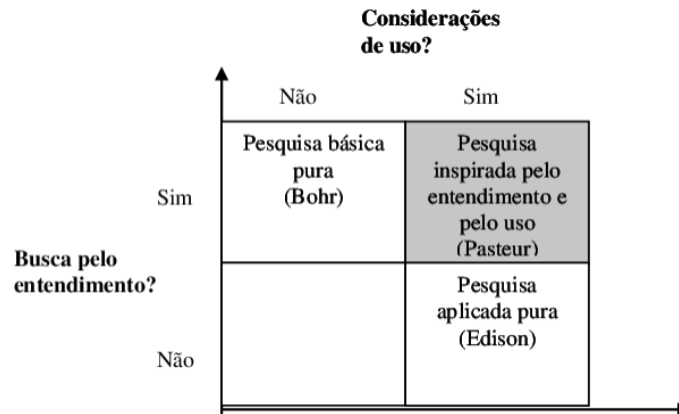 Considerações
de uso?
Não
Sim
Pesquisa básica
pura
(Bohr)
Pesquisa
inspirada pelo
entendimento e
pelo uso
(Pasteur)
Sim
Busca pelo
entendimento?
Pesquisa
aplicada pura
(Edison)
Não